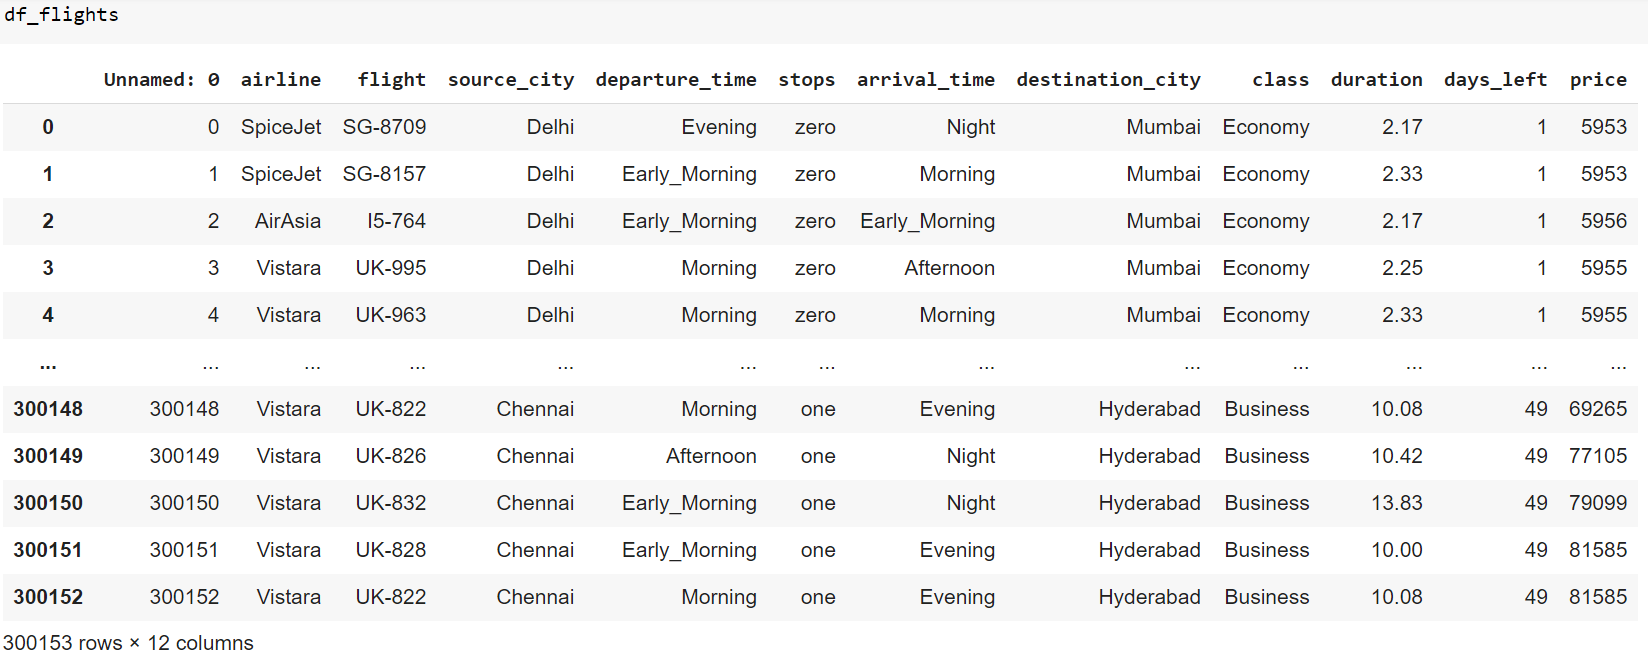 df_flights
Unnamed: 0 airline flight source_city departure_time stops arrival_time destination_city class duration days_left price
0 0 SpiceJet SG-8709 Delhi Evening zero Night Mumbai Economy 2.17 1 5953
1 1 SpiceJet SG-8157 Delhi Early_Morning zero Morning Mumbai Economy 2.33 1 5953
2 2 AirAsia I5-764 Delhi Early_Morning zero Early_Morning Mumbai Economy 2.17 1 5956
3 3 Vistara UK-995 Delhi Morning zero Afternoon Mumbai Economy 2.25 1 5955
4 4 Vistara UK-963 Delhi Morning zero Morning Mumbai Economy 2.33 1 5955
... ... ... ... ... ... ... ... ... ... ... ... ...
300148 300148 Vistara UK-822 Chennai Morning one Evening Hyderabad Business 10.08 49 69265
300149 300149 Vistara UK-826 Chennai Afternoon one Night Hyderabad Business 10.42 49 77105
300150 300150 Vistara UK-832 Chennai Early_Morning one Night Hyderabad Business 13.83 49 79099
300151 300151 Vistara UK-828 Chennai Early_Morning one Evening Hyderabad Business 10.00 49 81585
300152 300152 Vistara UK-822 Chennai Morning one Evening Hyderabad Business 10.08 49 81585
300153 rows × 12 columns